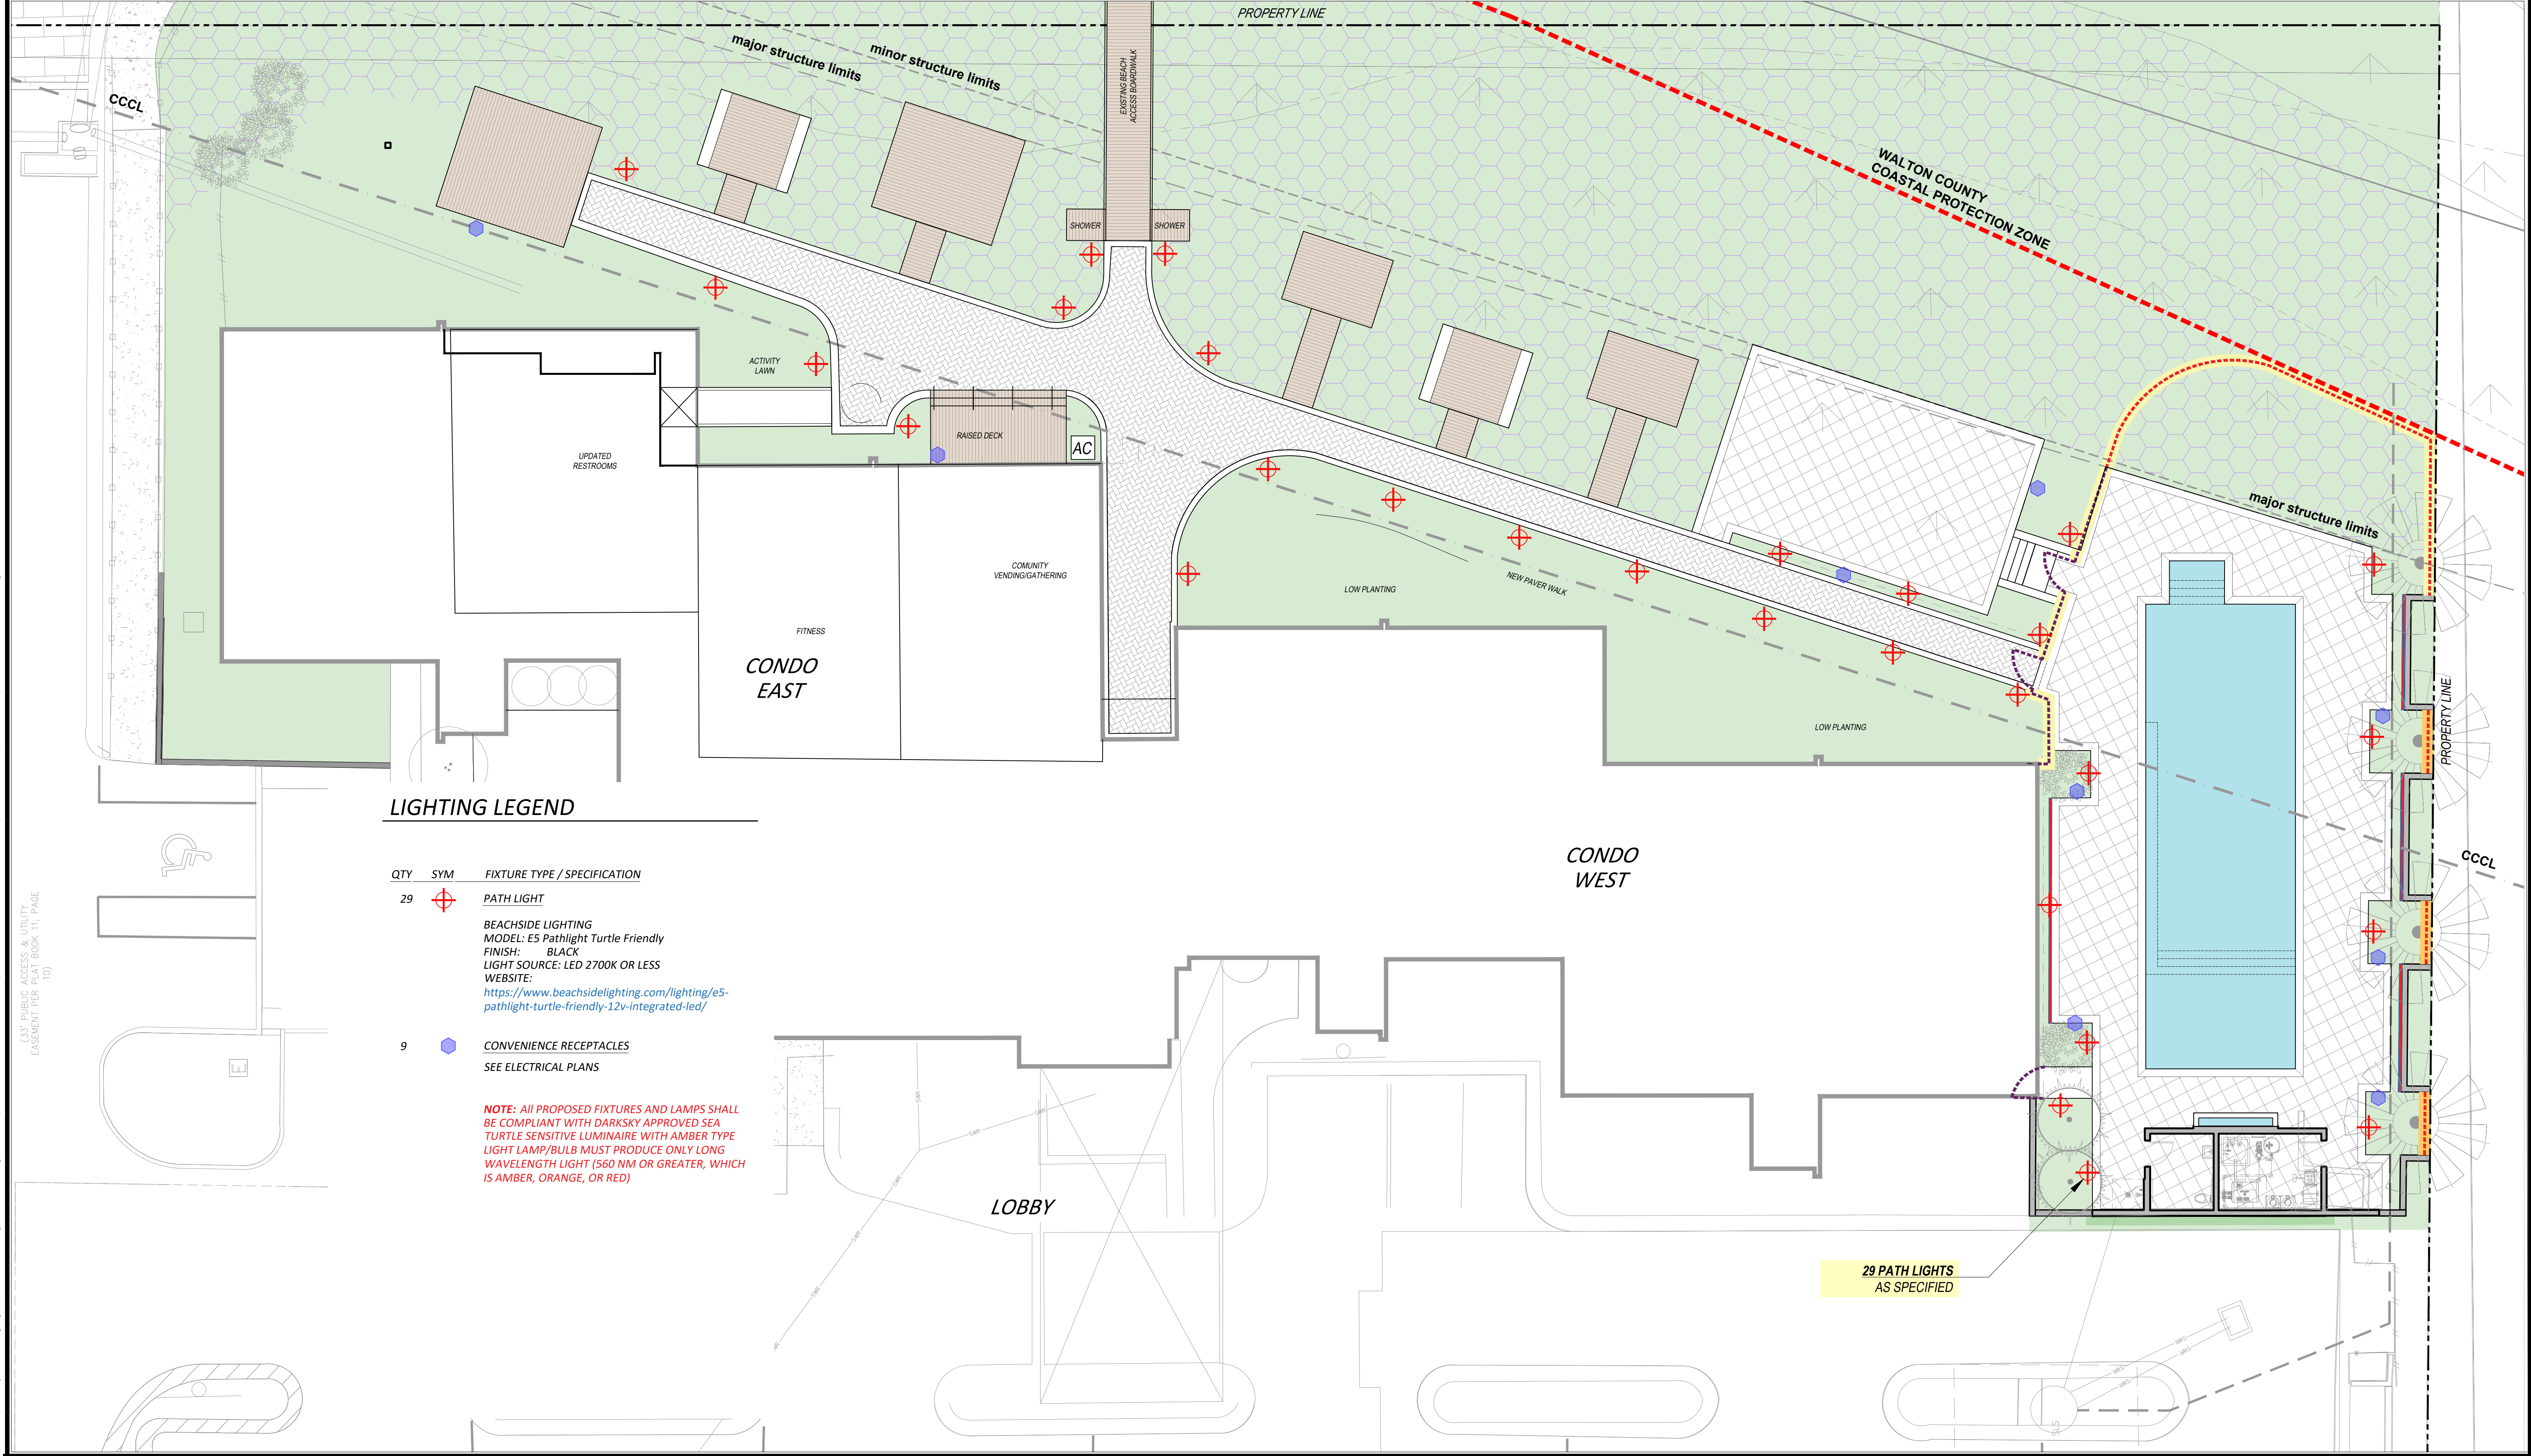 PROPERTY LINE
major structure limits
minor structure limits
EXISTING BEACH
ACCESS BOARDWALK
CCCL
WALTON COUNTY
COASTAL PROTECTION ZONE
SHOWER
SHOWER
ACTIVITY
LAWN
RAISED DECK
AC
UPDATED
RESTROOMS
major structure limits
COMUNITY
VENDING/GATHERING
LOW PLANTING
NEW PAVER WALK
FITNESS
CONDO
EAST
LOW PLANTING
PROPERTY LINE
LIGHTING LEGEND
CONDO
WEST
CCCL
QTY SYM FIXTURE TYPE / SPECIFICATION
29 PATH LIGHT
BEACHSIDE LIGHTING
MODEL: E5 Pathlight Turtle Friendly
FINISH: BLACK
LIGHT SOURCE: LED 2700K OR LESS
WEBSITE:
https://www.beachsidelighting.com/lighting/e5-
pathlight-turtle-friendly-12v-integrated-led/
9 CONVENIENCE RECEPTACLES
SEE ELECTRICAL PLANS
NOTE: All PROPOSED FIXTURES AND LAMPS SHALL
BE COMPLIANT WITH DARKSKY APPROVED SEA
TURTLE SENSITIVE LUMINAIRE WITH AMBER TYPE
LIGHT LAMP/BULB MUST PRODUCE ONLY LONG
WAVELENGTH LIGHT (560 NM OR GREATER, WHICH
IS AMBER, ORANGE, OR RED)
(33' PUBLIC ACCESS & UTILITY
EASEMENT PER PLAT BOOK 11, PAGE
10)
E
SWR
SWR
SWR
SWR
SWR
LOBBY
29 PATH LIGHTS
AS SPECIFIED
SLS